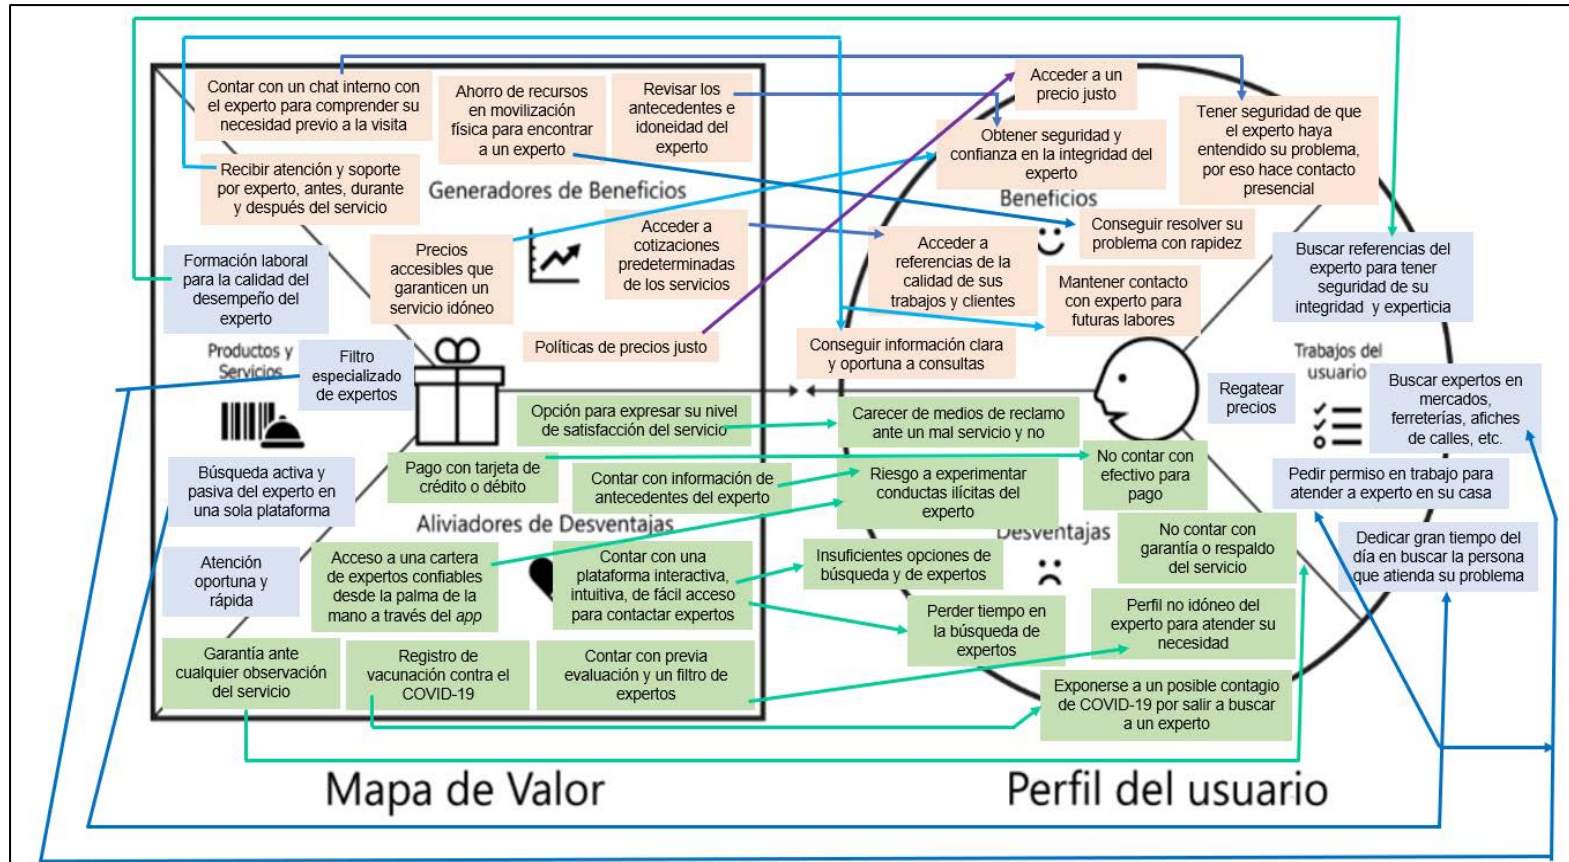 Contar con un chat interno con
el experto para comprender su
necesidad previo a la visita
Ahorro de recursos
en movilización
física para encontrar
a un experto
Revisar los
antecedentes e
idoneidad del
experto
Recibir atención y soporte
por experto, antes, durante
y después del servicio
Generadores de Beneficios
Formación laboral
para la calidad del
desempeño del
experto
Precios
accesibles que
garanticen un
servicio idóneo
Acceder a
cotizaciones
predeterminadas
de los servicios
Políticas de precios justo
Productos y
Servicios
Filtro
especializado
de expertos
Búsqueda activa y
pasiva del experto en
una sola plataforma
Atención
oportuna y
rápida
Opción para expresar su nivel
de satisfacción del servicio
Pago con tarjeta de
crédito o débito
Contar con información de
antecedentes del experto
Aliviadores de Desventajas
Acceso a una cartera
de expertos confiables
desde la palma de la
mano a través del app
Contar con una
plataforma interactiva,
intuitiva, de fácil acceso
para contactar expertos
Garantía ante
cualquier observación
del servicio
Registro de
vacunación contra el
COVID-19
Contar con previa
evaluación y un filtro de
expertos
Mapa de Valor
Acceder a un
precio justo
Obtener seguridad y
confianza en la integridad del
experto
Tener seguridad de que
el experto haya
entendido su problema,
por eso hace contacto
presencial
Beneficios
Conseguir resolver su
problema con rapidez
Acceder a
referencias de la
calidad de sus
trabajos y clientes
Mantener contacto
con experto para
futuras labores
Conseguir información clara
y oportuna a consultas
Buscar referencias del
experto para tener
seguridad de su
integridad y experticia
Trabajos del
usuario
Regatear
precios
Buscar expertos en
mercados,
ferreterías, afiches
de calles, etc.
Pedir permiso en trabajo para
atender a experto en su casa
Dedicar gran tiempo del
día en buscar la persona
que atienda su problema
Carecer de medios de reclamo
ante un mal servicio y no
No contar con
efectivo para
pago
Riesgo a experimentar
conductas ilícitas del
experto
Desventajas
No contar con
garantía o respaldo
del servicio
Insuficientes opciones de
búsqueda y de expertos
Perder tiempo en
la búsqueda de
expertos
Perfil no idóneo del
experto para atender su
necesidad
Exponerse a un posible contagio
de COVID-19 por salir a buscar
a un experto
Perfil del usuario